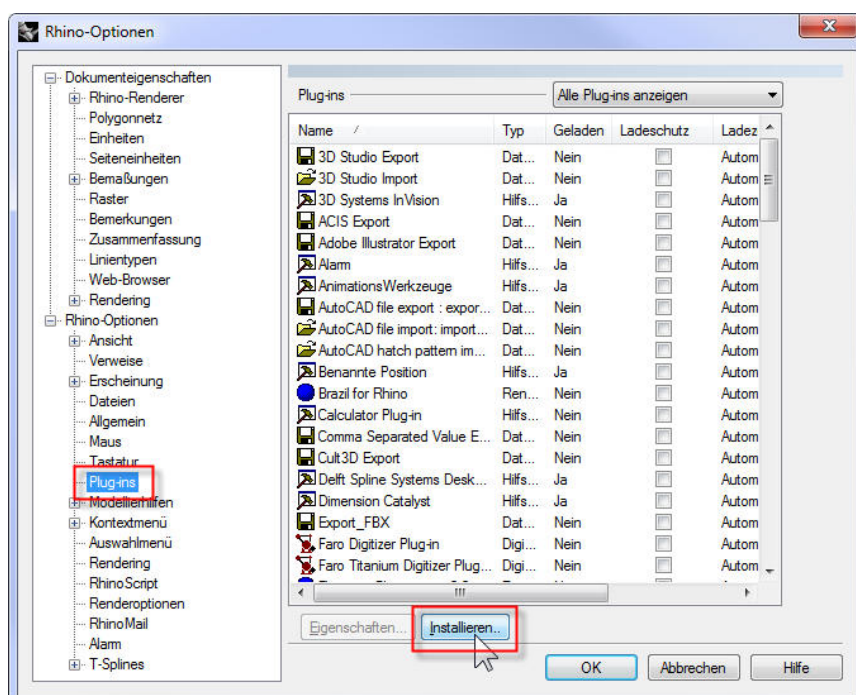 Rhino-Optionen
Dokumenteigenschaften
Rhino-Renderer
Polygonnetz
Einheiten
Seiteneinheiten
Bemaßungen
Raster
Bemerkungen
Zusammenfassung
Linientypen
Web-Browser
Rendering
Rhino-Optionen
Ansicht
Verweise
Erscheinung
Dateien
Allgemein
Maus
Tastatur
Plug-ins
Modellierhilfen
Kontextmenü
Auswahlmenü
Rendering
RhinoScript
Renderoptionen
RhinoMail
Alarm
T-Splines
Plug-ins
Alle Plug-ins anzeigen
Name Typ Geladen Ladeschutz Ladez
3D Studio Export Dat... Nein Autom
3D Studio Import Dat... Nein Autom
3D Systems InVision Hilfs... Ja Autom
ACIS Export Dat... Nein Autom
Adobe Illustrator Export Dat... Nein Autom
Alarm Hilfs... Ja Autom
AnimationsWerkzeuge Hilfs... Ja Autom
AutoCAD file export : expor... Dat... Nein Autom
AutoCAD file import: import... Dat... Nein Autom
AutoCAD hatch pattern im... Dat... Nein Autom
Benannte Position Hilfs... Ja Autom
Brazil for Rhino Ren... Nein Autom
Calculator Plug-in Hilfs... Nein Autom
Comma Separated Value E... Dat... Nein Autom
Cult3D Export Dat... Nein Autom
Delft Spline Systems Desk... Hilfs... Ja Autom
Dimension Catalyst Hilfs... Ja Autom
Export_FBX Dat... Nein Autom
Faro Digitizer Plug-in Digi... Nein Autom
Faro Titanium Digitizer Plug... Digi... Nein Autom
Eigenschaften... Installieren..
OK Abbrechen Hilfe